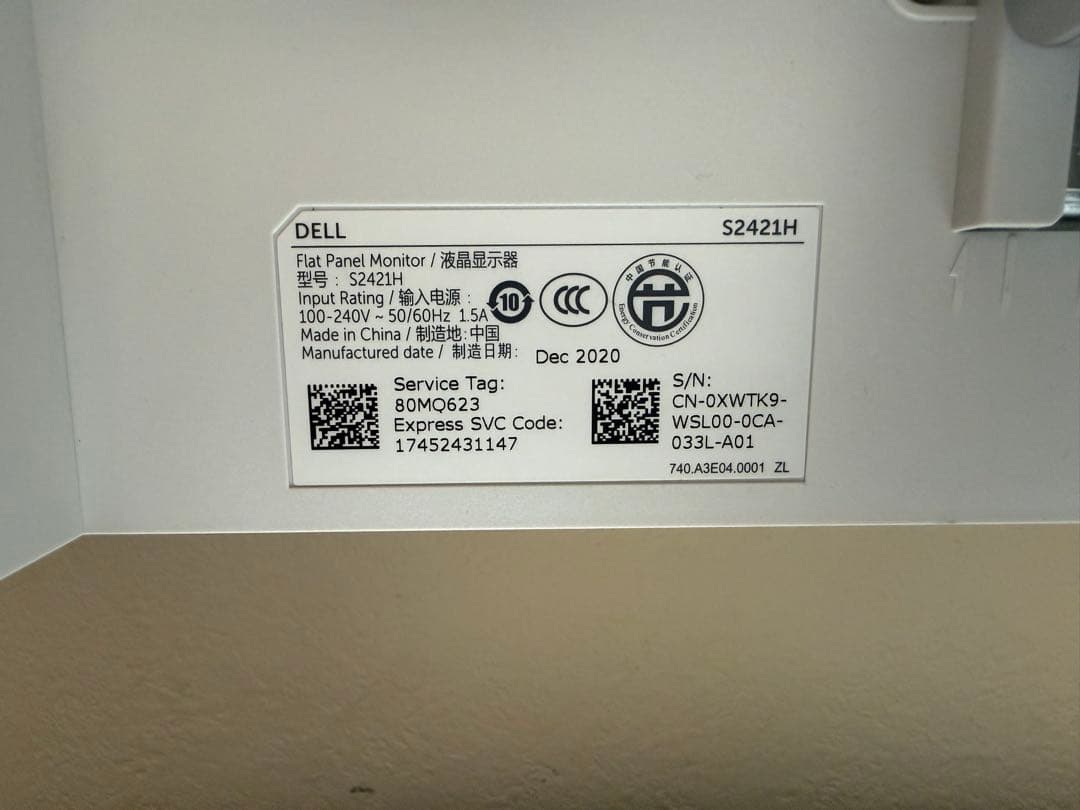 DELL S2421H
Flat Panel Monitor / 液晶显示器
型号 : S2421H
Input Rating / 输入电源 :
100-240V ~ 50/60Hz 1.5A
Made in China / 制造地: 中国
Manufactured date / 制造日期: Dec 2020
10
CCC
中国节能认证
Energy Conservation Certification
Service Tag:
80MQ623
Express SVC Code:
17452431147
S/N:
CN-0XWTK9-
WSL00-0CA-
033L-A01
740.A3E04.0001 ZL